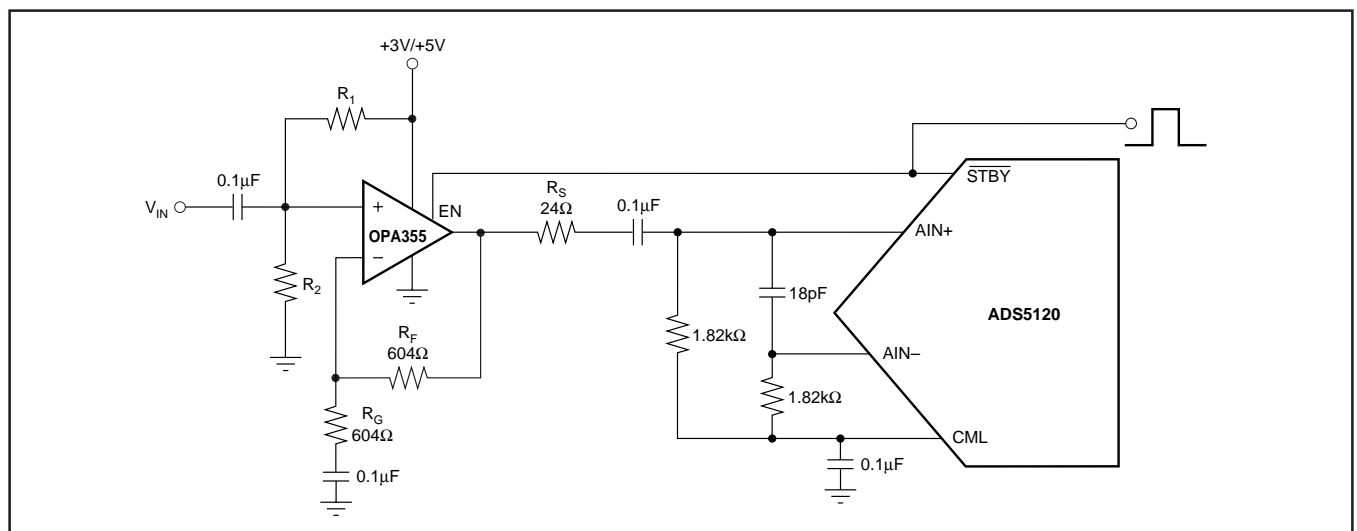 +3V/+5V
R1
0.1µF
VIN
+
EN
OPA355
–
R2
RS
24Ω
0.1µF
STBY
AIN+
18pF
ADS5120
1.82kΩ
AIN–
RF
604Ω
1.82kΩ
RG
604Ω
CML
0.1µF
0.1µF